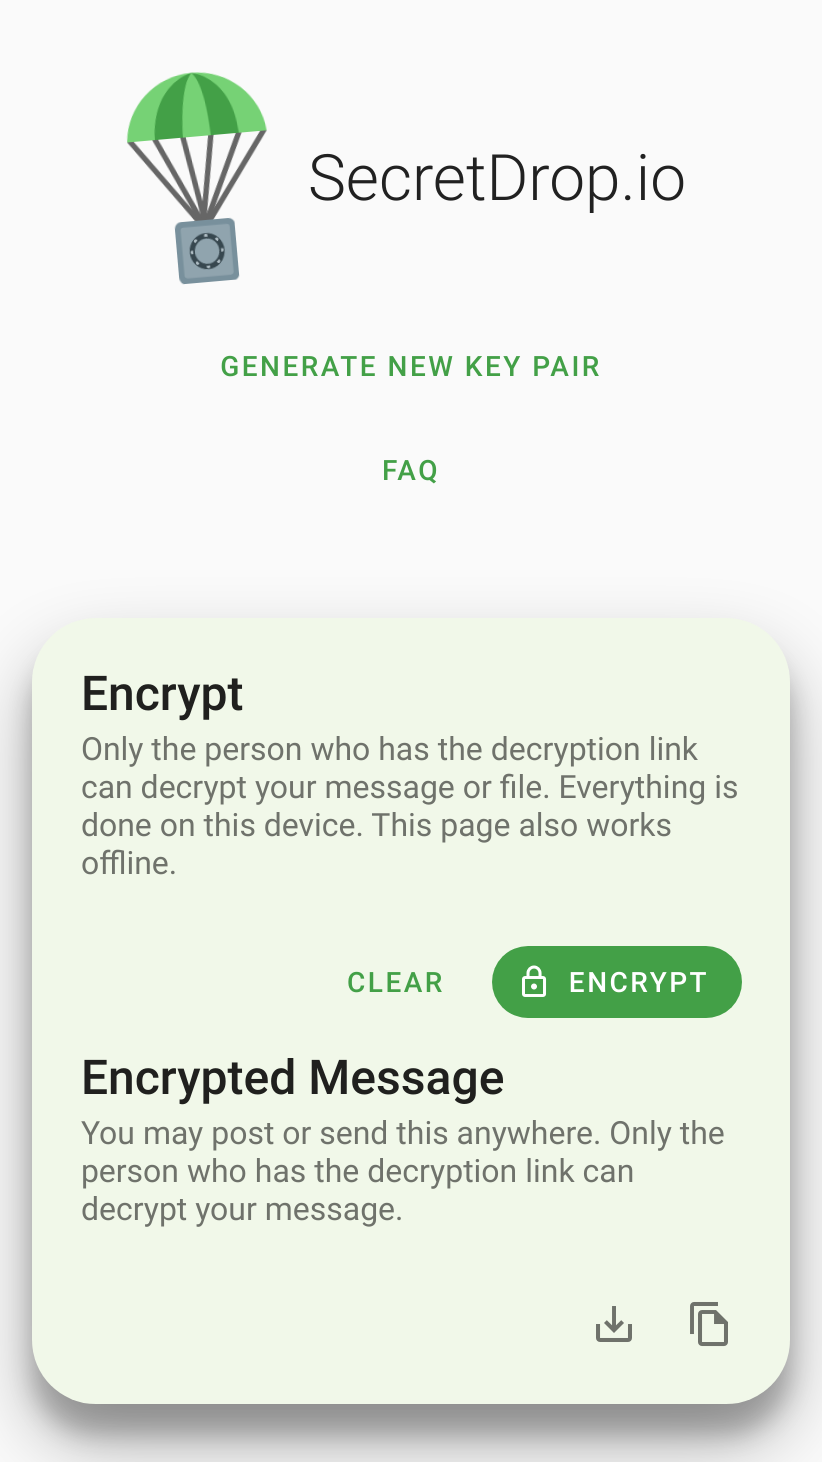 SecretDrop.io
GENERATE NEW KEY PAIR
FAQ
Encrypt
Only the person who has the decryption link
can decrypt your message or file. Everything is
done on this device. This page also works
offline.
CLEAR
ENCRYPT
Encrypted Message
You may post or send this anywhere. Only the
person who has the decryption link can
decrypt your message.